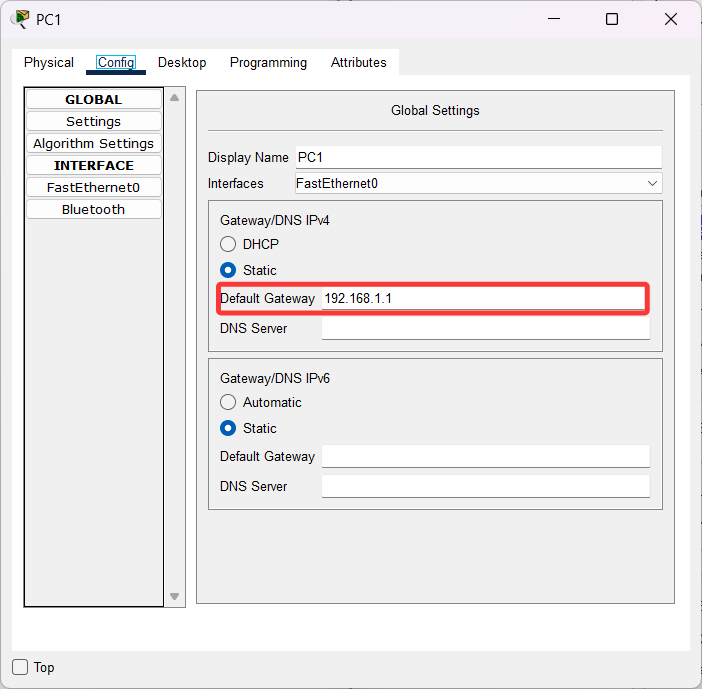 PC1
Physical Config Desktop Programming Attributes
GLOBAL
Settings
Algorithm Settings
INTERFACE
FastEthernet0
Bluetooth
Global Settings
Display Name PC1
Interfaces FastEthernet0
Gateway/DNS IPv4
DHCP
Static
Default Gateway 192.168.1.1
DNS Server
Gateway/DNS IPv6
Automatic
Static
Default Gateway
DNS Server
Top